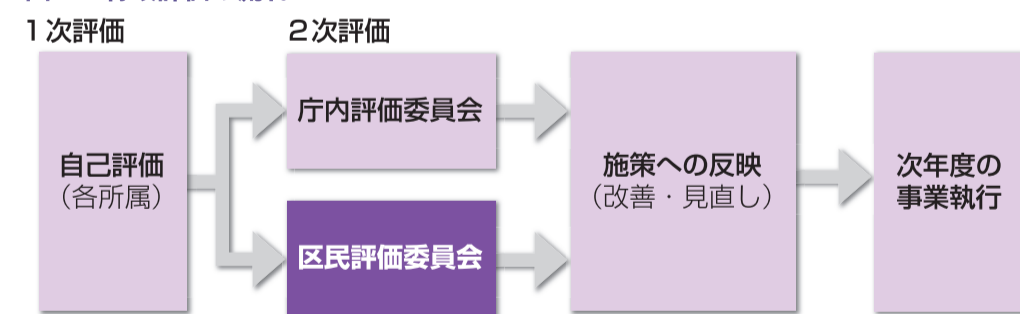 1次評価
2次評価
自己評価
（各所属）
庁内評価委員会
区民評価委員会
施策への反映
（改善・見直し）
次年度の
事業執行